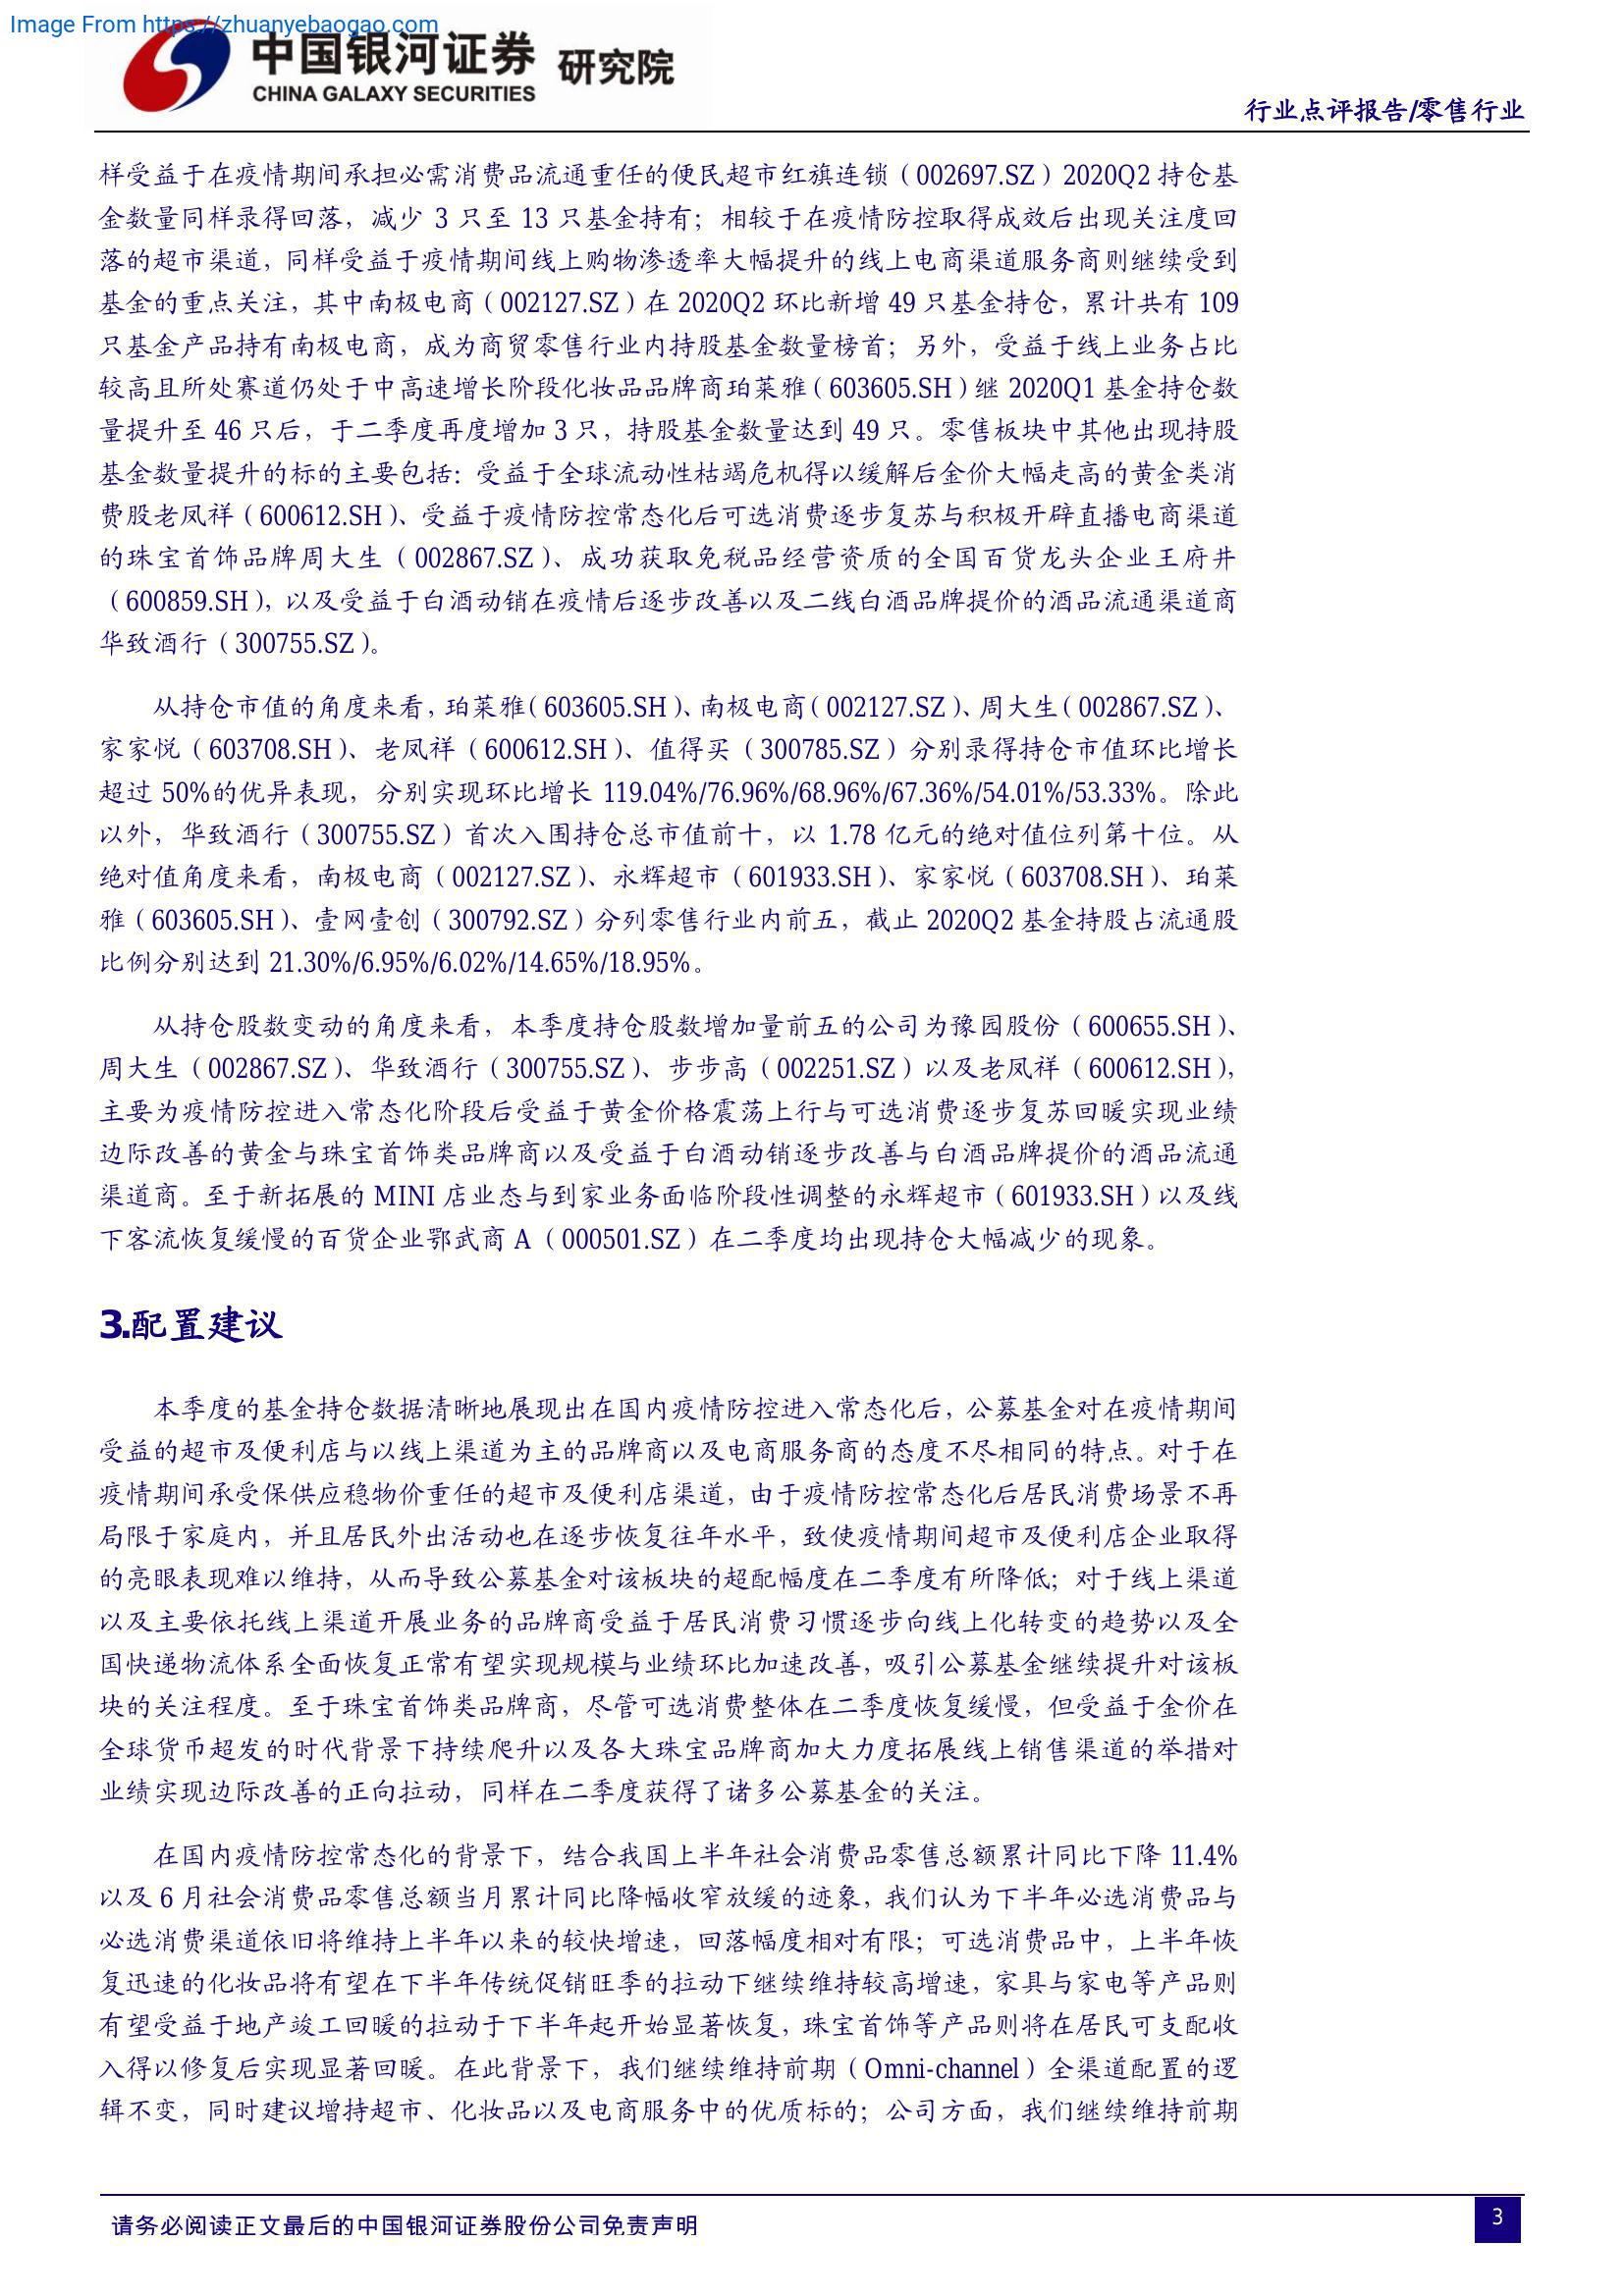 Image From https://zhuanyebaogao.com
中国银河证券 研究院
CHINA GALAXY SECURITIES
行业点评报告/零售行业
样受益于在疫情期间承担必需消费品流通重任的便民超市红旗连锁（002697.SZ）2020Q2 持仓基
金数量同样录得回落，减少 3 只至 13 只基金持有；相较于在疫情防控取得成效后出现关注度回
落的超市渠道，同样受益于疫情期间线上购物渗透率大幅提升的线上电商渠道服务商则继续受到
基金的重点关注，其中南极电商（002127.SZ）在 2020Q2 环比新增 49 只基金持仓，累计共有 109
只基金产品持有南极电商，成为商贸零售行业内持股基金数量榜首；另外，受益于线上业务占比
较高且所处赛道仍处于中高速增长阶段化妆品品牌商珀莱雅（603605.SH）继 2020Q1 基金持仓数
量提升至 46 只后，于二季度再度增加 3 只，持股基金数量达到 49 只。零售板块中其他出现持股
基金数量提升的标的主要包括：受益于全球流动性枯竭危机得以缓解后金价大幅走高的黄金类消
费股老凤祥（600612.SH）、受益于疫情防控常态化后可选消费逐步复苏与积极开辟直播电商渠道
的珠宝首饰品牌周大生（002867.SZ）、成功获取免税品经营资质的全国百货龙头企业王府井
（600859.SH），以及受益于白酒动销在疫情后逐步改善以及二线白酒品牌提价的酒品流通渠道商
华致酒行（300755.SZ）。
从持仓市值的角度来看，珀莱雅（603605.SH）、南极电商（002127.SZ）、周大生（002867.SZ）、
家家悦（603708.SH）、老凤祥（600612.SH）、值得买（300785.SZ）分别录得持仓市值环比增长
超过 50%的优异表现，分别实现环比增长 119.04%/76.96%/68.96%/67.36%/54.01%/53.33%。除此
以外，华致酒行（300755.SZ）首次入围持仓总市值前十，以 1.78 亿元的绝对值位列第十位。从
绝对值角度来看，南极电商（002127.SZ）、永辉超市（601933.SH）、家家悦（603708.SH）、珀莱
雅（603605.SH）、壹网壹创（300792.SZ）分列零售行业内前五，截止 2020Q2 基金持股占流通股
比例分别达到 21.30%/6.95%/6.02%/14.65%/18.95%。
从持仓股数变动的角度来看，本季度持仓股数增加量前五的公司为豫园股份（600655.SH）、
周大生（002867.SZ）、华致酒行（300755.SZ）、步步高（002251.SZ）以及老凤祥（600612.SH），
主要为疫情防控进入常态化阶段后受益于黄金价格震荡上行与可选消费逐步复苏回暖实现业绩
边际改善的黄金与珠宝首饰类品牌商以及受益于白酒动销逐步改善与白酒品牌提价的酒品流通
渠道商。至于新拓展的 MINI 店业态与到家业务面临阶段性调整的永辉超市（601933.SH）以及线
下客流恢复缓慢的百货企业鄂武商 A（000501.SZ）在二季度均出现持仓大幅减少的现象。
3.配置建议
本季度的基金持仓数据清晰地展现出在国内疫情防控进入常态化后，公募基金对在疫情期间
受益的超市及便利店与以线上渠道为主的品牌商以及电商服务商的态度不尽相同的特点。对于在
疫情期间承受保供应稳物价重任的超市及便利店渠道，由于疫情防控常态化后居民消费场景不再
局限于家庭内，并且居民外出活动也在逐步恢复往年水平，致使疫情期间超市及便利店企业取得
的亮眼表现难以维持，从而导致公募基金对该板块的超配幅度在二季度有所降低；对于线上渠道
以及主要依托线上渠道开展业务的品牌商受益于居民消费习惯逐步向线上化转变的趋势以及全
国快递物流体系全面恢复正常有望实现规模与业绩环比加速改善，吸引公募基金继续提升对该板
块的关注程度。至于珠宝首饰类品牌商，尽管可选消费整体在二季度恢复缓慢，但受益于金价在
全球货币超发的时代背景下持续爬升以及各大珠宝品牌商加大力度拓展线上销售渠道的举措对
业绩实现边际改善的正向拉动，同样在二季度获得了诸多公募基金的关注。
在国内疫情防控常态化的背景下，结合我国上半年社会消费品零售总额累计同比下降 11.4%
以及 6 月社会消费品零售总额当月累计同比降幅收窄放缓的迹象，我们认为下半年必选消费品与
必选消费渠道依旧将维持上半年以来的较快增速，回落幅度相对有限；可选消费品中，上半年恢
复迅速的化妆品将有望在下半年传统促销旺季的拉动下继续维持较高增速，家具与家电等产品则
有望受益于地产竣工回暖的拉动于下半年起开始显著恢复，珠宝首饰等产品则将在居民可支配收
入得以修复后实现显著回暖。在此背景下，我们继续维持前期（Omni-channel）全渠道配置的逻
辑不变，同时建议增持超市、化妆品以及电商服务中的优质标的；公司方面，我们继续维持前期
请务必阅读正文最后的中国银河证券股份公司免责声明
3